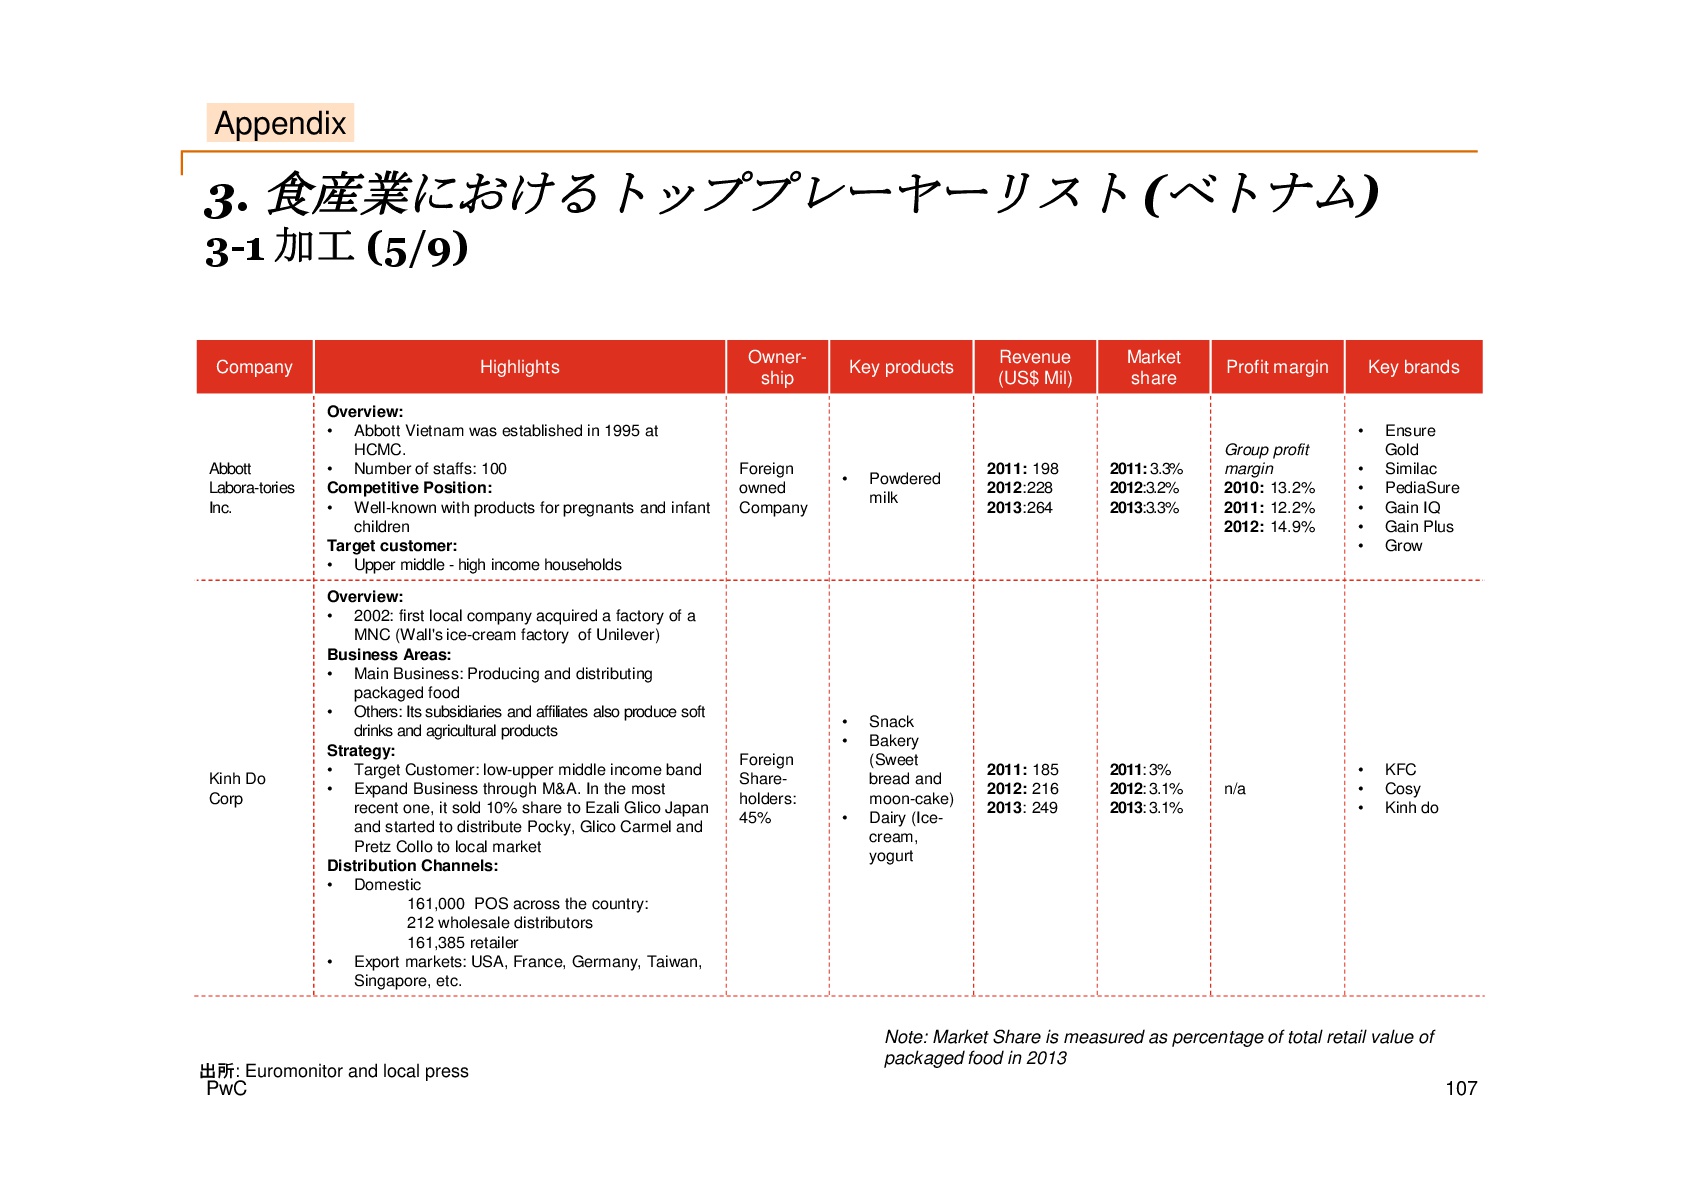 Appendix
3. 食産業におけるトッププレーヤーリスト(ベトナム)
3-1 加工 (5/9)
Company
Highlights
Owner-
ship
Key products
Revenue
(US$ Mil)
Market
share
Profit margin
Key brands
Abbott
Labora-tories
Inc.
Overview:
• Abbott Vietnam was established in 1995 at
HCMC.
• Number of staffs: 100
Competitive Position:
• Well-known with products for pregnants and infant
children
Target customer:
• Upper middle - high income households
Foreign
owned
Company
• Powdered
milk
2011: 198
2012:228
2013:264
2011:3.3%
2012:3.2%
2013:3.3%
Group profit
margin
2010: 13.2%
2011: 12.2%
2012: 14.9%
• Ensure
Gold
• Similac
• PediaSure
• Gain IQ
• Gain Plus
• Grow
Kinh Do
Corp
Overview:
• 2002: first local company acquired a factory of a
MNC (Wall's ice-cream factory of Unilever)
Business Areas:
• Main Business: Producing and distributing
packaged food
• Others: Its subsidiaries and affiliates also produce soft
drinks and agricultural products
Strategy:
• Target Customer: low-upper middle income band
• Expand Business through M&A. In the most
recent one, it sold 10% share to Ezali Glico Japan
and started to distribute Pocky, Glico Carmel and
Pretz Collo to local market
Distribution Channels:
• Domestic
161,000 POS across the country:
212 wholesale distributors
161,385 retailer
• Export markets: USA, France, Germany, Taiwan,
Singapore, etc.
Foreign
Share-
holders:
45%
• Snack
• Bakery
(Sweet
bread and
moon-cake)
• Dairy (Ice-
cream,
yogurt
2011: 185
2012: 216
2013: 249
2011: 3%
2012: 3.1%
2013: 3.1%
n/a
• KFC
• Cosy
• Kinh do
Note: Market Share is measured as percentage of total retail value of
packaged food in 2013
出所: Euromonitor and local press
PwC
107